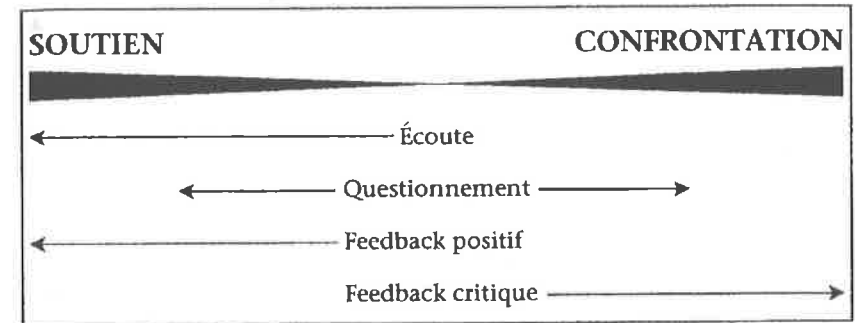 SOUTIEN CONFRONTATION
Écoute
Questionnement
Feedback positif
Feedback critique